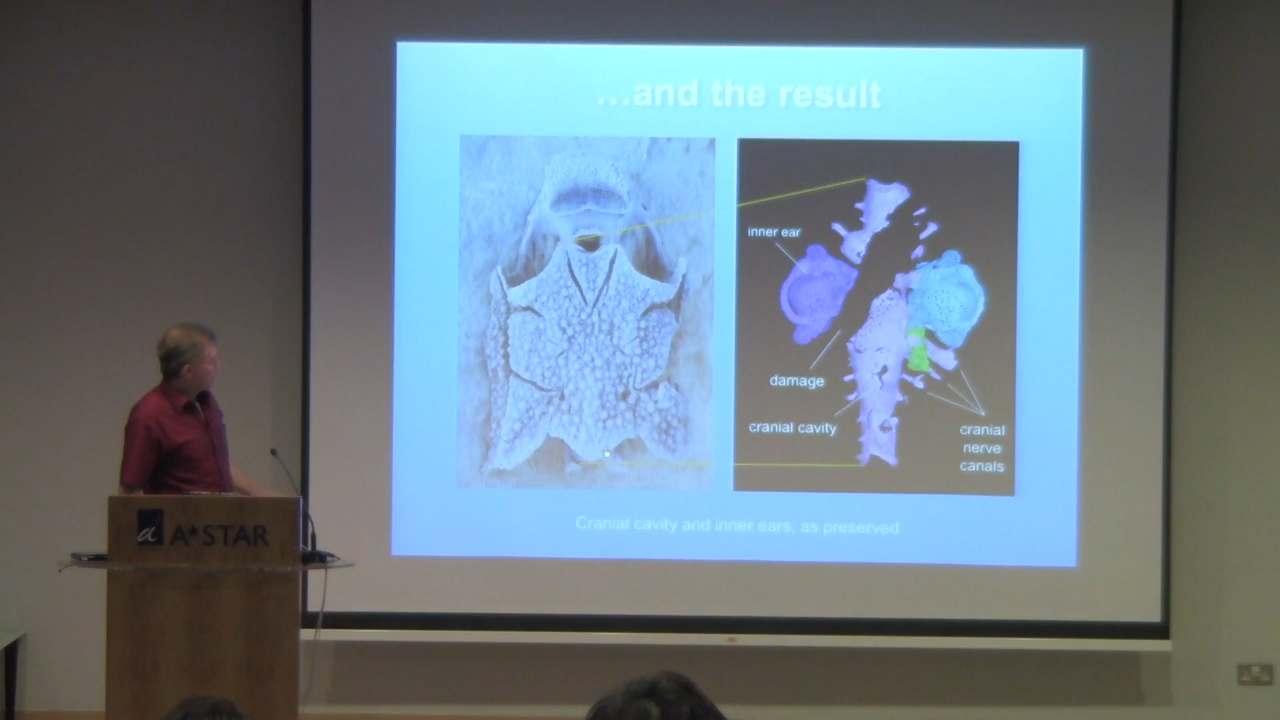 ...and the result
inner ear
damage
cranial cavity
cranial
nerve
canals
Cranial cavity and inner ears, as preserved
a A*STAR